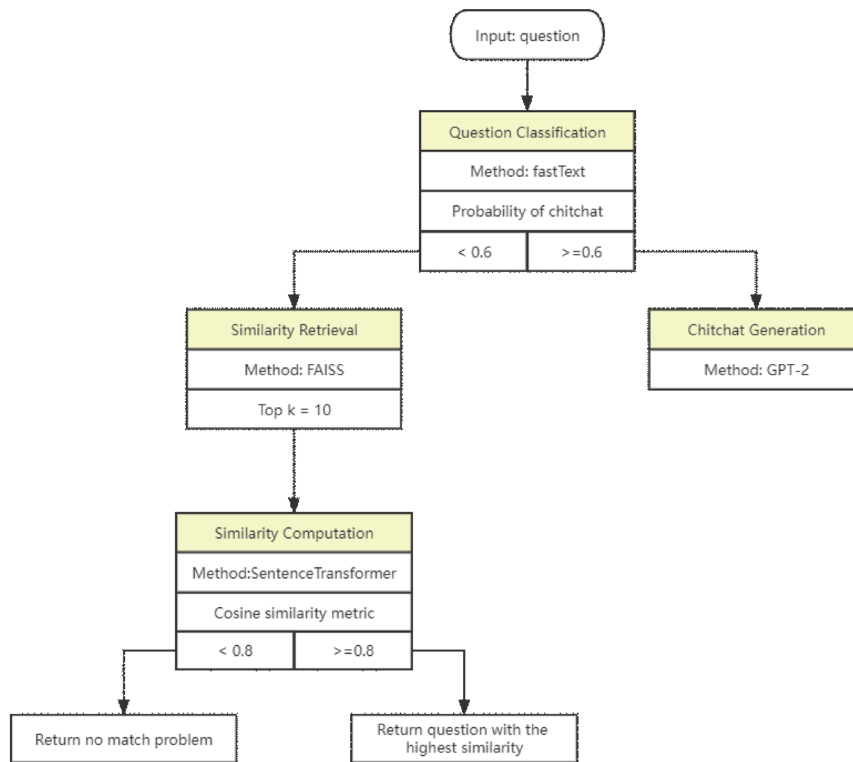 Input: question
Question Classification
Method: fastText
Probability of chitchat
< 0.6
>=0.6
Similarity Retrieval
Method: FAISS
Top k = 10
Chitchat Generation
Method: GPT-2
Similarity Computation
Method:SentenceTransformer
Cosine similarity metric
< 0.8
>=0.8
Return no match problem
Return question with the
highest similarity